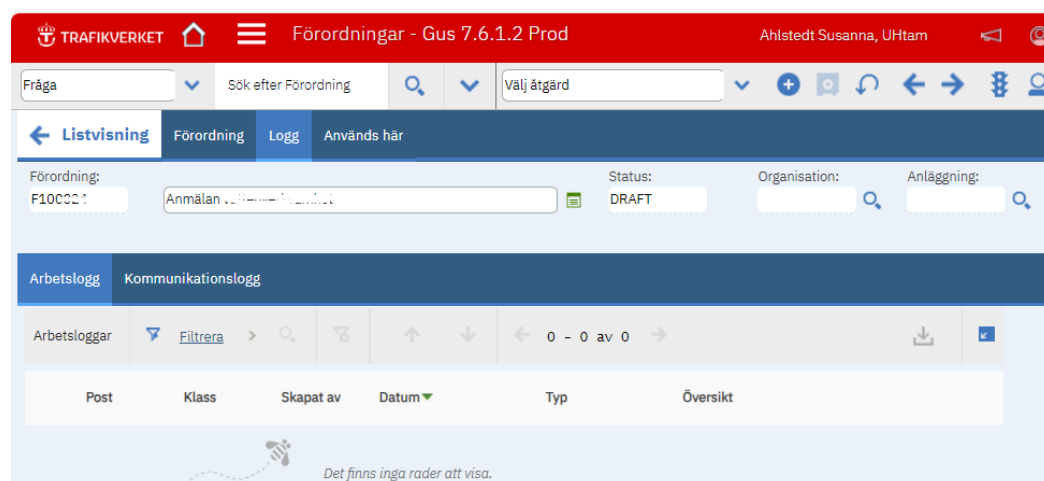 TRAFIKVERKET Förordningar - Gus 7.6.1.2 Prod Ahlstedt Susanna, UHtam
Fråga Sök efter Förordning Välj åtgärd
Listvisning Förordning Logg Används här
Förordning: Status: Organisation: Anläggning:
Anmälan DRAFT
Arbetslogg Kommunikationslogg
Arbetsloggar Filtrera > 0 - 0 av 0
Post Klass Skapat av Datum Typ Översikt
Det finns inga rader att visa.